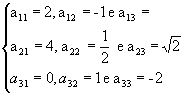 a₁₁ = 2, a₁₂ = -1 e a₁₃ =
a₂₁ = 4, a₂₂ = 1/2 e a₂₃ = √2
a₃₁ = 0, a₃₂ = 1 e a₃₃ = -2